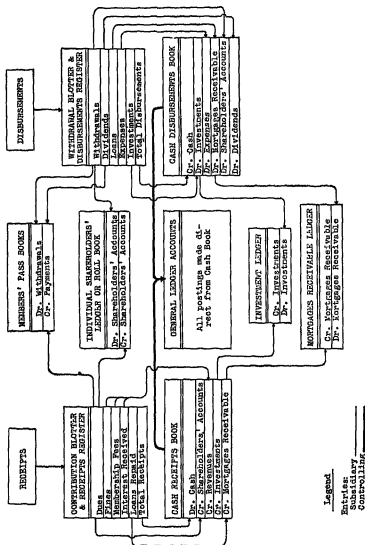 RECEIPTS
DISBURSEMENTS
CONTRIBUTION BLOTTER
& RECEIPTS REGISTER
Dues
Fines
Membership Fees
Interest Received
Loans Repaid
Total Receipts
MEMBERS' PASS BOOKS
Dr. Withdrawals
Cr. Payments
WITHDRAWAL BLOTTER &
DISBURSEMENTS REGISTER
Withdrawals
Dividends
Loans
Expenses
Investments
Total Disbursements
INDIVIDUAL SHAREHOLDERS'
LEDGER OR ROLL BOOK
Dr. Shareholders' Accounts
Cr. Shareholders' Accounts
CASH RECEIPTS BOOK
Dr. Cash
Cr. Shareholders' Accounts
Cr. Revenues
Cr. Investments
Cr. Mortgages Receivable
GENERAL LEDGER ACCOUNTS
All postings made di-
rect from Cash Book
CASH DISBURSEMENTS BOOK
Cr. Cash
Dr. Investments
Dr. Expenses
Dr. Mortgages Receivable
Dr. Shareholders' Accounts
Dr. Dividends
INVESTMENT LEDGER
Cr. Investments
Dr. Investments
MORTGAGES RECEIVABLE LEDGER
Cr. Mortgages Receivable
Dr. Mortgages Receivable
Legend
Entries:
Subsidiary
Controlling